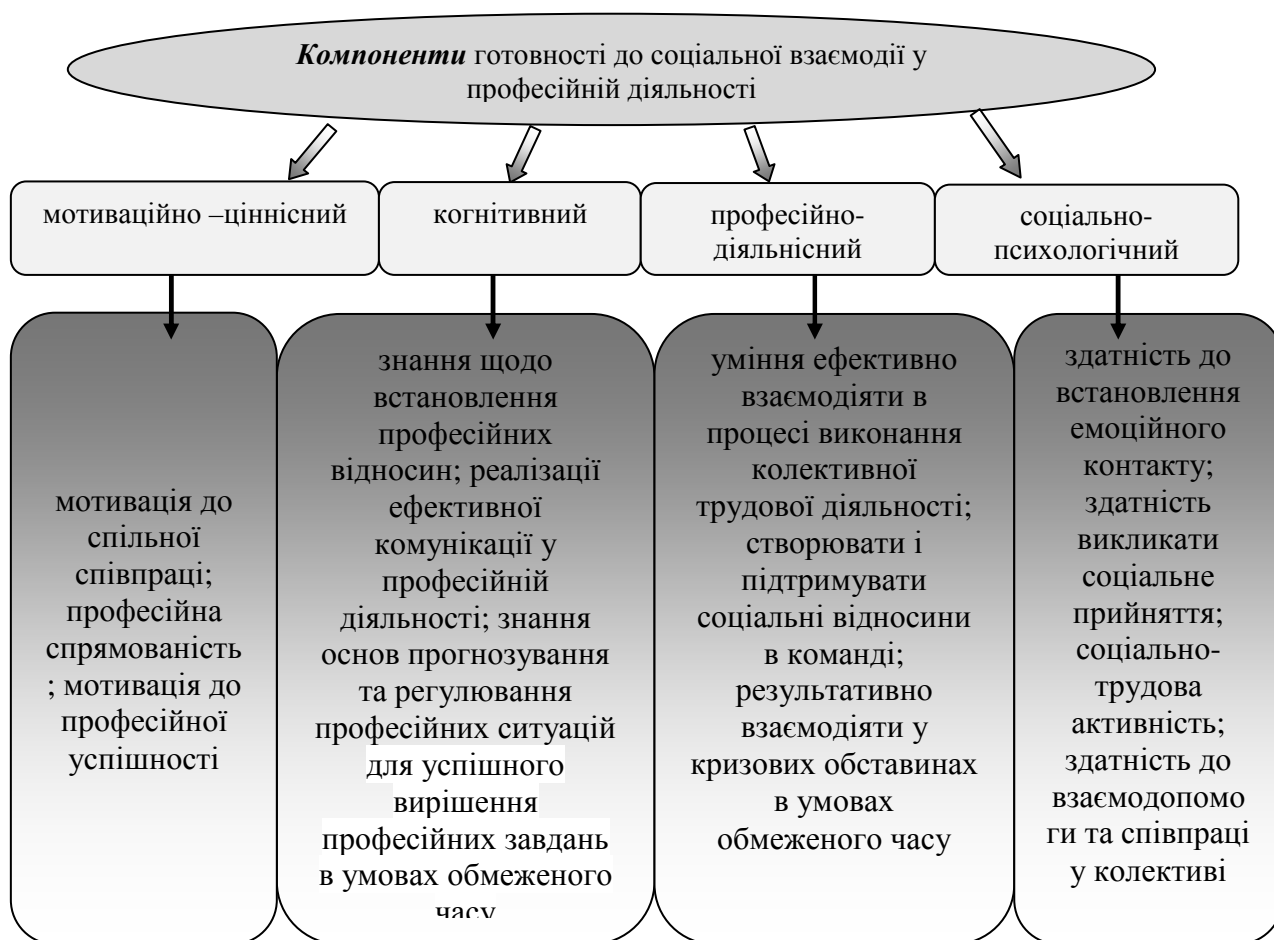 Компоненти готовності до соціальної взаємодії у
професійній діяльності
мотиваційно –ціннісний
когнітивний
професійно-
діяльнісний
соціально-
психологічний
мотивація до
спільної
співпраці;
професійна
спрямованість
; мотивація до
професійної
успішності
знання щодо
встановлення
професійних
відносин; реалізації
ефективної
комунікації у
професійній
діяльності; знання
основ прогнозування
та регулювання
професійних ситуацій
для успішного
вирішення
професійних завдань
в умовах обмеженого
часу
уміння ефективно
взаємодіяти в
процесі виконання
колективної
трудової діяльності;
створювати і
підтримувати
соціальні відносини
в команді;
результативно
взаємодіяти у
кризових обставинах
в умовах
обмеженого часу
здатність до
встановлення
емоційного
контакту;
здатність
викликати
соціальне
прийняття;
соціально-
трудова
активність;
здатність до
взаємодопомо
ги та співпраці
у колективі